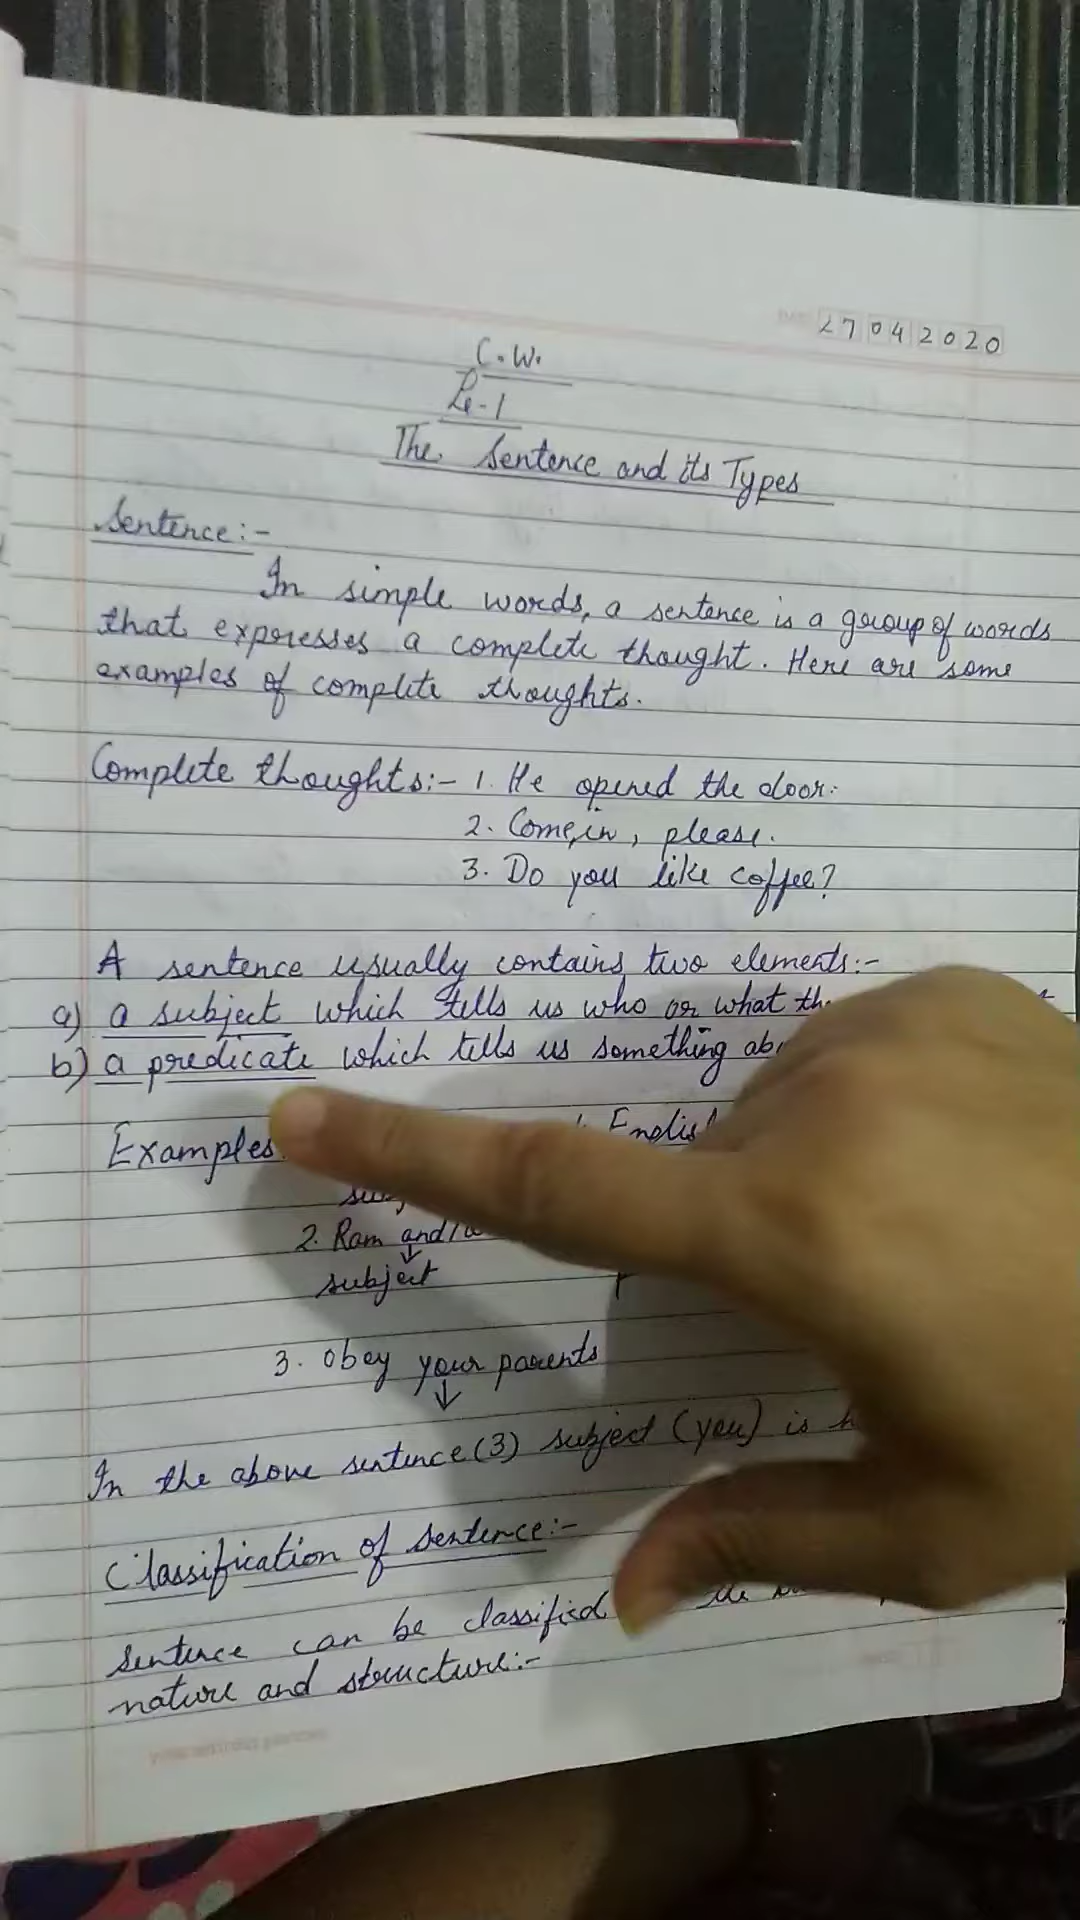 27042020
C.W.
Le-1
The Sentence and its Types
Sentence:-
In simple words, a sentence is a group of words
that expresses a complete thought. Here are some
examples of complete thoughts.
Complete thoughts:- 1. He opened the door.
2. Come in, please.
3. Do you like coffee?
A sentence usually contains two elements:-
a) a subject which tells us who or what
b) a predicate which tells us something
Examples
2. Ram and
subject
3. Obey your parents
In the above sentence (3) subject (you) is
Classification of Sentence:-
Sentence can be classified
nature and structure:-